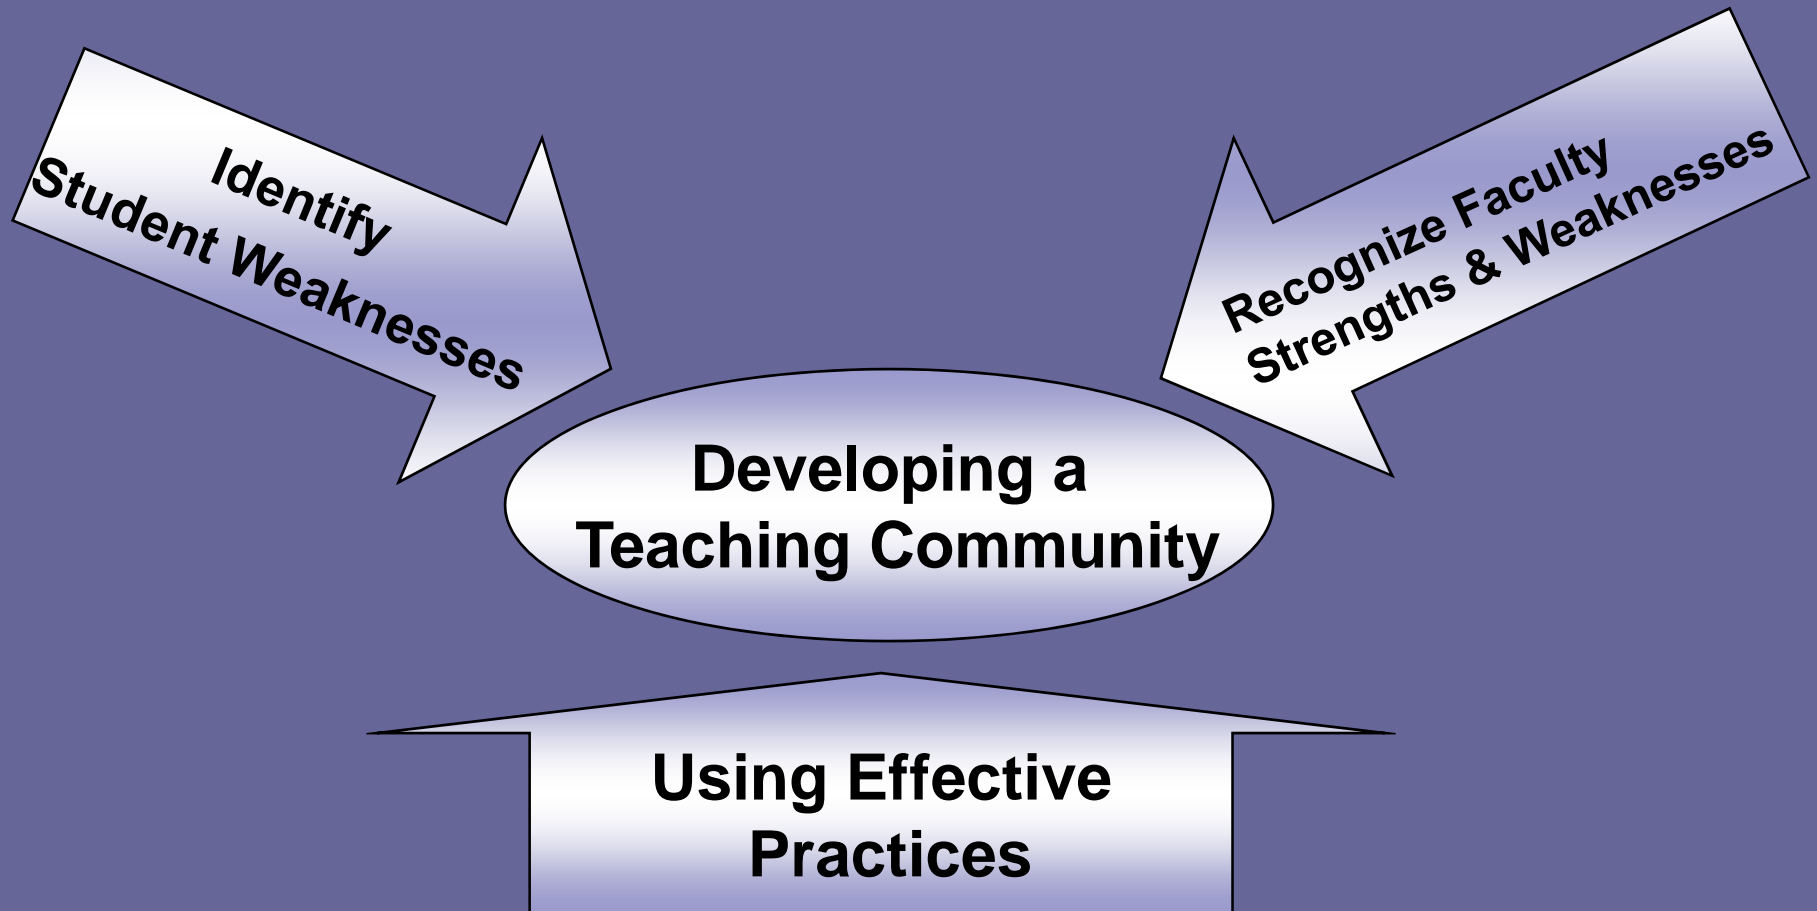 Identify
Student Weaknesses
Recognize Faculty
Strengths & Weaknesses
Developing a
Teaching Community
Using Effective
Practices